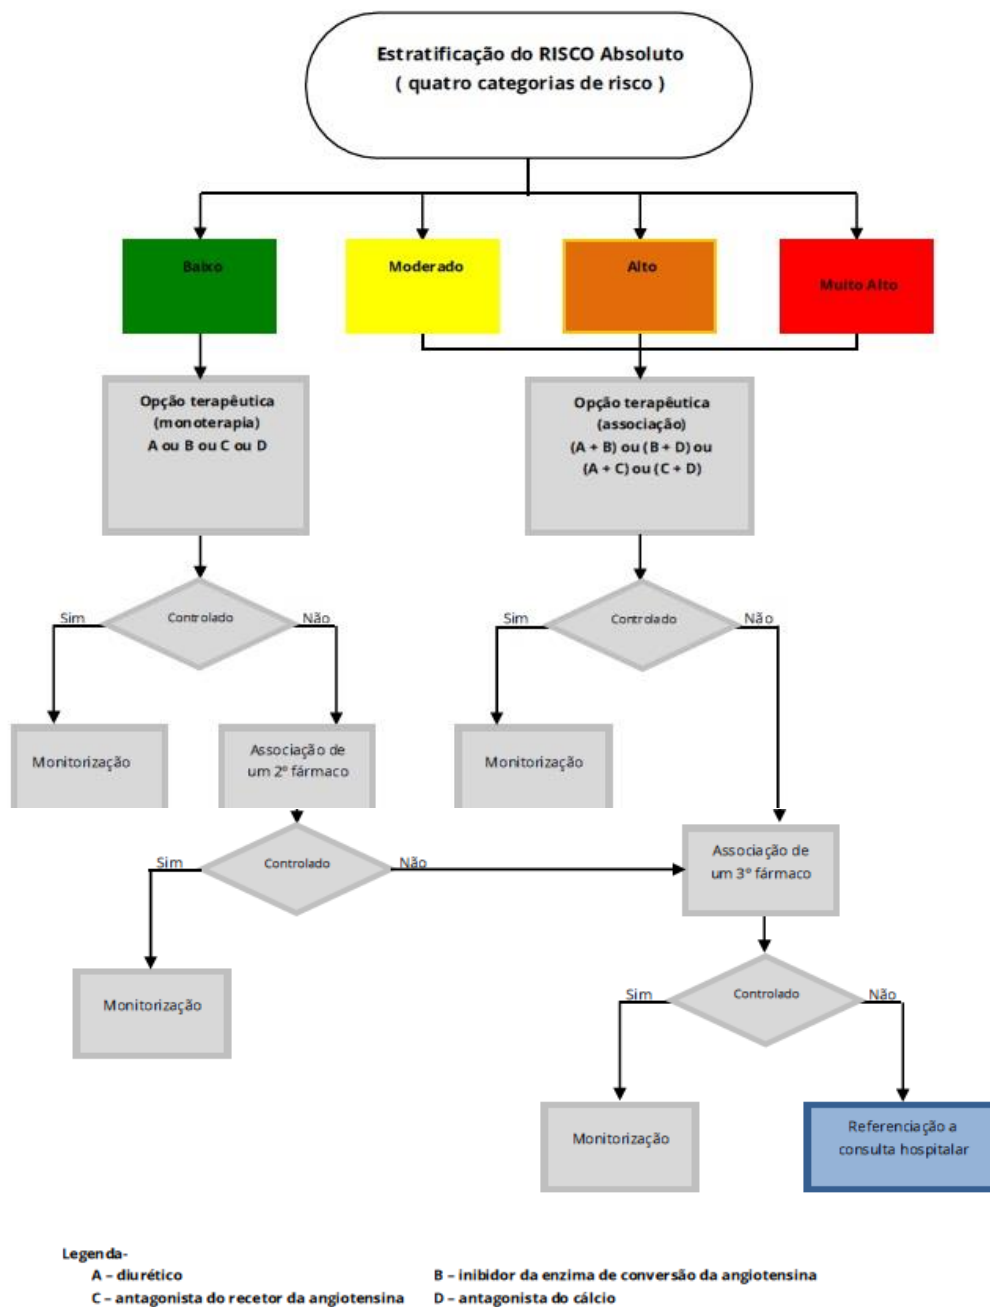 Estratificação do RISCO Absoluto
( quatro categorias de risco )
Baixo
Moderado
Alto
Muito Alto
Opção terapêutica
(monoterapia)
A ou B ou C ou D
Opção terapêutica
(associação)
(A + B) ou (B + D) ou
(A + C) ou (C + D)
Sim
Controlado
Não
Sim
Controlado
Não
Monitorização
Associação de
um 2º fármaco
Monitorização
Sim
Controlado
Não
Associação de
um 3º fármaco
Monitorização
Sim
Controlado
Não
Monitorização
Referenciação a
consulta hospitalar
Legenda-
A – diurético
B – inibidor da enzima de conversão da angiotensina
C – antagonista do recetor da angiotensina
D – antagonista do cálcio